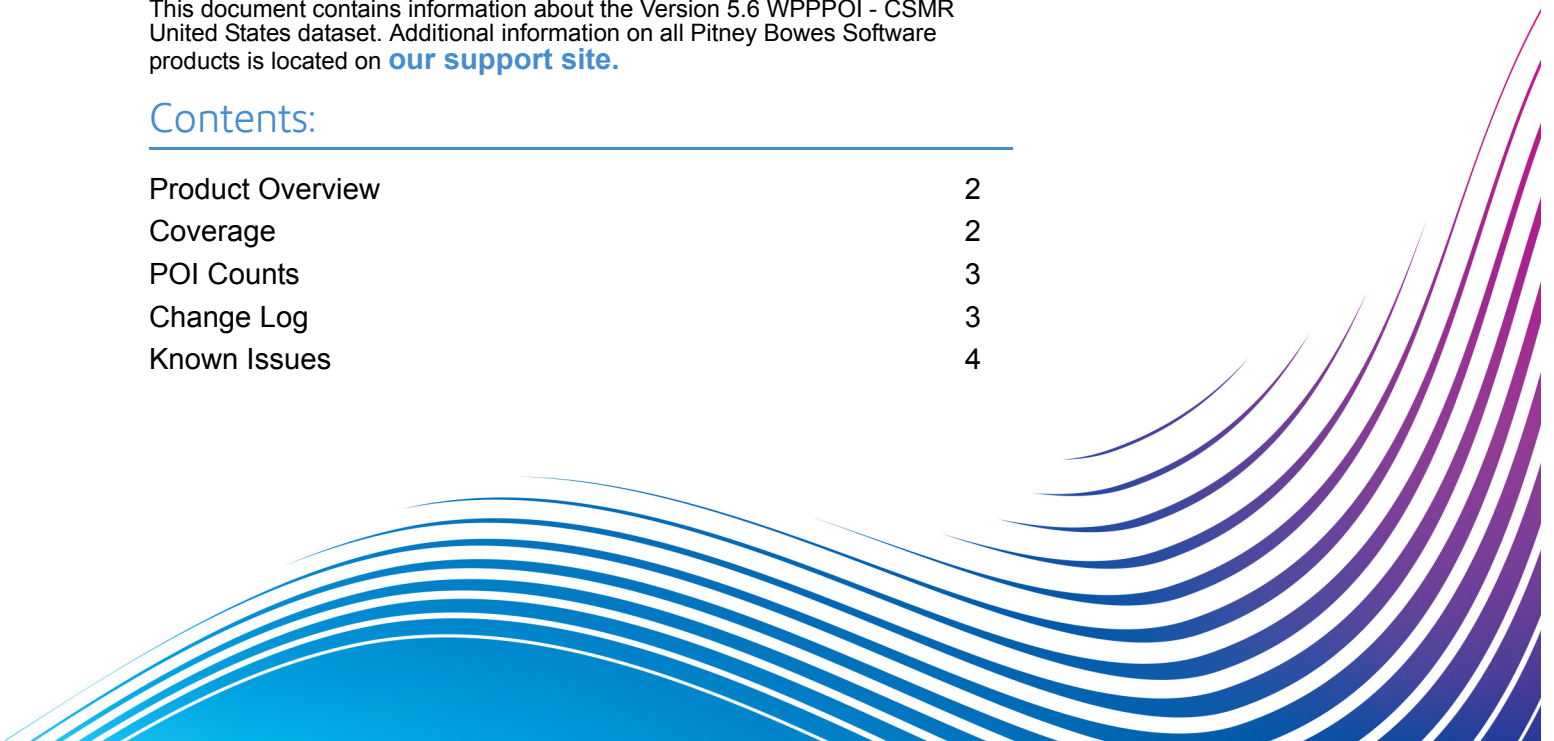 This document contains information about the Version 5.6 WPPPOI - CSMR
United States dataset. Additional information on all Pitney Bowes Software
products is located on our support site.
Contents:
Product Overview 2
Coverage 2
POI Counts 3
Change Log 3
Known Issues 4